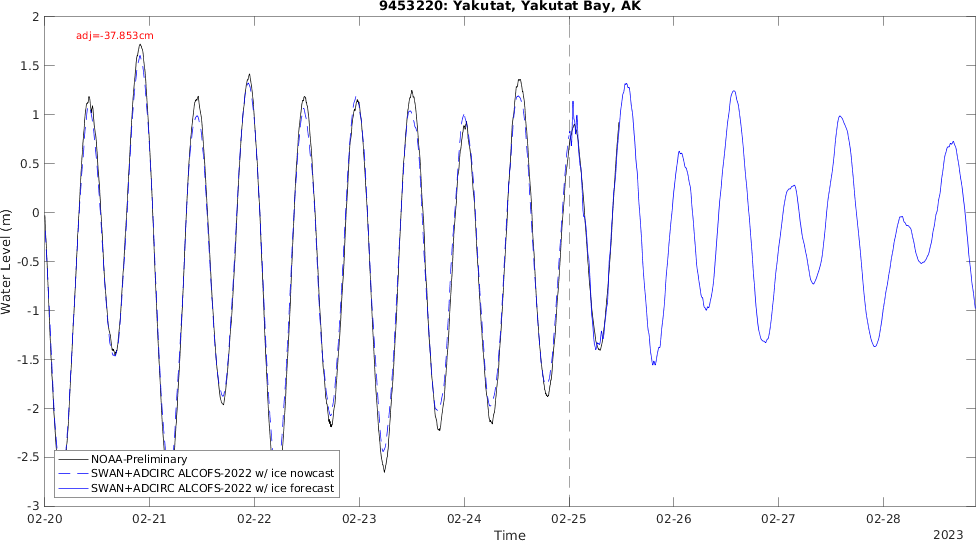 9453220: Yakutat, Yakutat Bay, AK
adj=-37.853cm
2
1.5
1
0.5
0
-0.5
-1
-1.5
-2
-2.5
-3
Water Level (m)
NOAA-Preliminary
SWAN+ADCIRC ALCOFS-2022 w/ ice nowcast
SWAN+ADCIRC ALCOFS-2022 w/ ice forecast
02-20 02-21 02-22 02-23 02-24 02-25 02-26 02-27 02-28
Time
2023